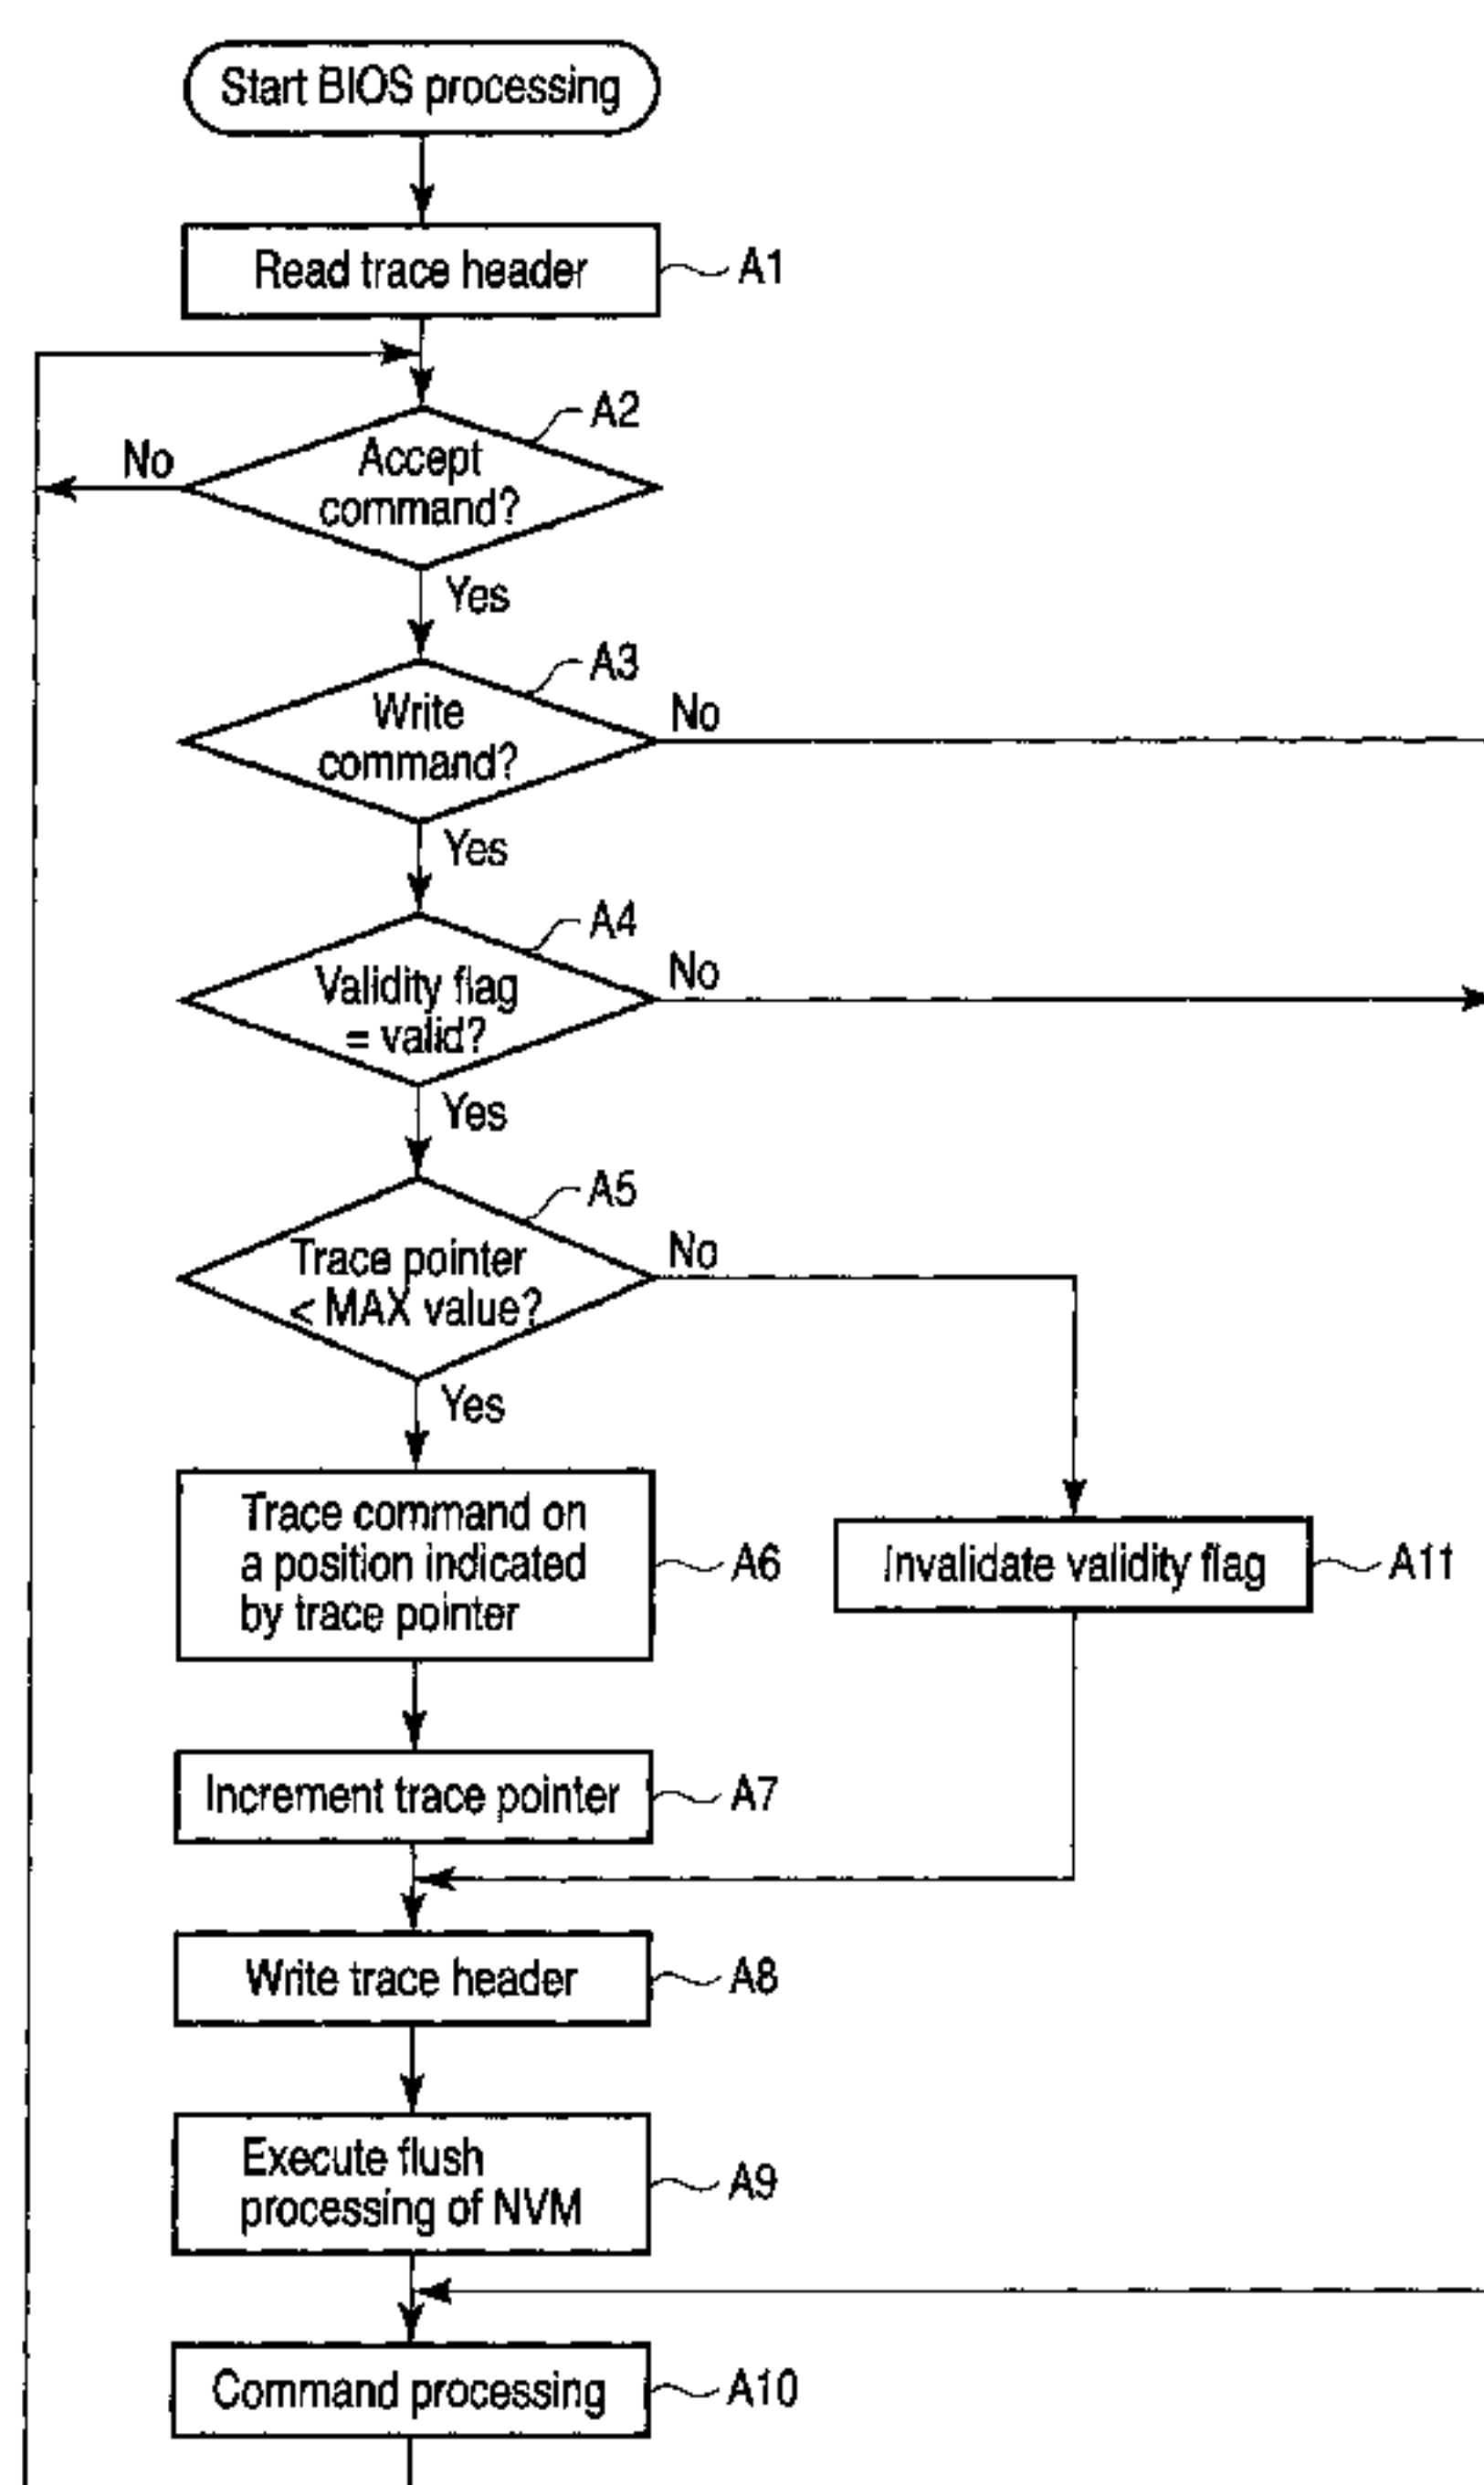 Start BIOS processing
Read trace header
A1
A2
Accept
command?
No
Yes
A3
Write
command?
No
Yes
A4
Validity flag
= valid?
No
Yes
A5
Trace pointer
< MAX value?
No
Yes
Trace command on
a position indicated
by trace pointer
A6
Invalidate validity flag
A11
Increment trace pointer
A7
Write trace header
A8
Execute flush
processing of NVM
A9
Command processing
A10